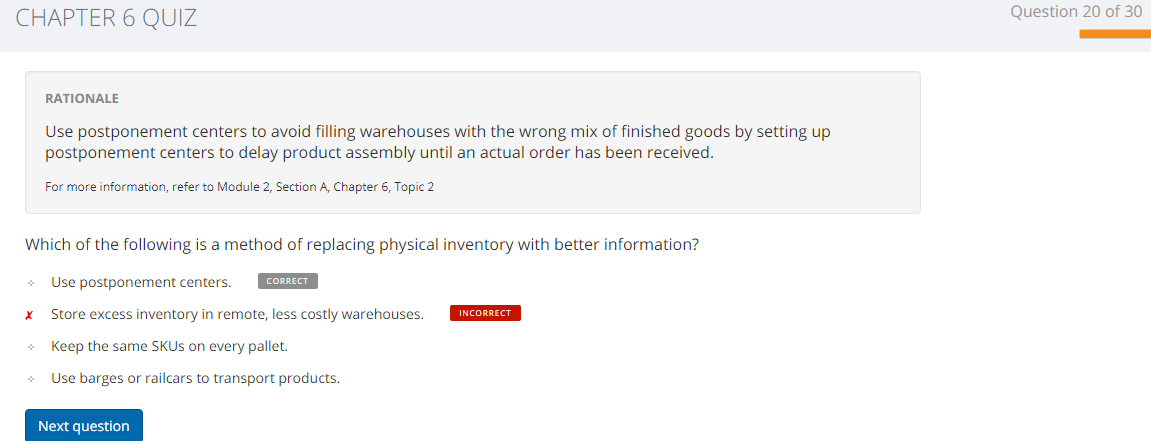 CHAPTER 6 QUIZ
Question 20 of 30
RATIONALE
Use postponement centers to avoid filling warehouses with the wrong mix of finished goods by setting up
postponement centers to delay product assembly until an actual order has been received.
For more information, refer to Module 2, Section A, Chapter 6, Topic 2
Which of the following is a method of replacing physical inventory with better information?
Use postponement centers. CORRECT
✗ Store excess inventory in remote, less costly warehouses. INCORRECT
Keep the same SKUs on every pallet.
Use barges or railcars to transport products.
Next question